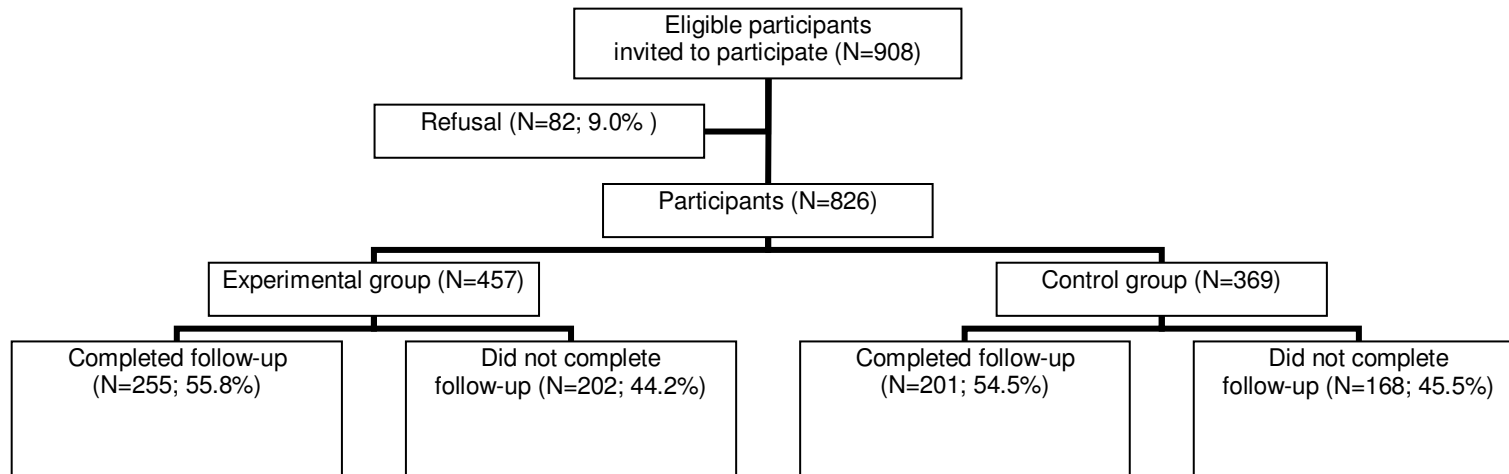 Eligible participants
invited to participate (N=908)
Refusal (N=82; 9.0% )
Participants (N=826)
Experimental group (N=457)
Control group (N=369)
Completed follow-up
(N=255; 55.8%)
Did not complete
follow-up (N=202; 44.2%)
Completed follow-up
(N=201; 54.5%)
Did not complete
follow-up (N=168; 45.5%)